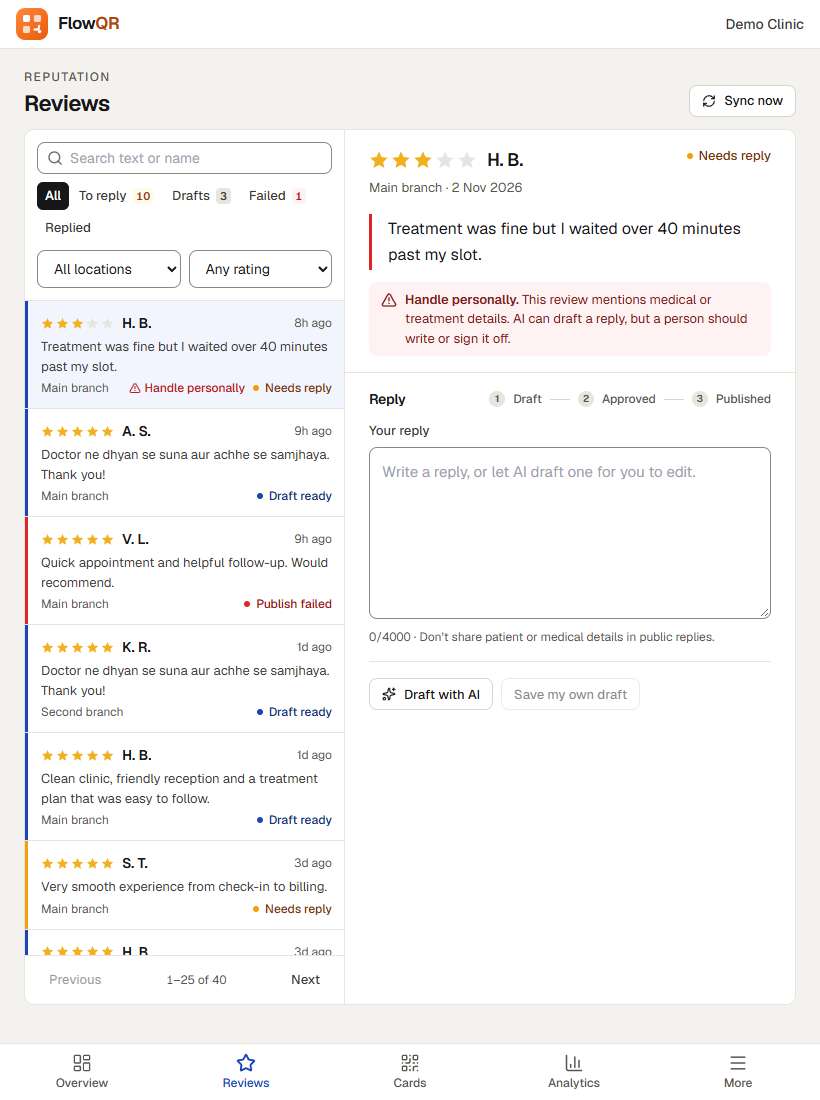 FlowQR
Demo Clinic
REPUTATION
Reviews
Sync now
Search text or name
All To reply 10 Drafts 3 Failed 1
Replied
All locations Any rating
H. B. 8h ago
Treatment was fine but I waited over 40 minutes
past my slot.
Main branch Handle personally Needs reply
A. S. 9h ago
Doctor ne dhyan se suna aur achhe se samjhaya.
Thank you!
Main branch Draft ready
V. L. 9h ago
Quick appointment and helpful follow-up. Would
recommend.
Main branch Publish failed
K. R. 1d ago
Doctor ne dhyan se suna aur achhe se samjhaya.
Thank you!
Second branch Draft ready
H. B. 1d ago
Clean clinic, friendly reception and a treatment
plan that was easy to follow.
Main branch Draft ready
S. T. 3d ago
Very smooth experience from check-in to billing.
Main branch Needs reply
H. B. 3d ago
Previous 1–25 of 40 Next
H. B. Needs reply
Main branch · 2 Nov 2026
Treatment was fine but I waited over 40 minutes
past my slot.
Handle personally. This review mentions medical or
treatment details. AI can draft a reply, but a person should
write or sign it off.
Reply 1 Draft 2 Approved 3 Published
Your reply
Write a reply, or let AI draft one for you to edit.
0/4000 · Don't share patient or medical details in public replies.
Draft with AI Save my own draft
Overview Reviews Cards Analytics More